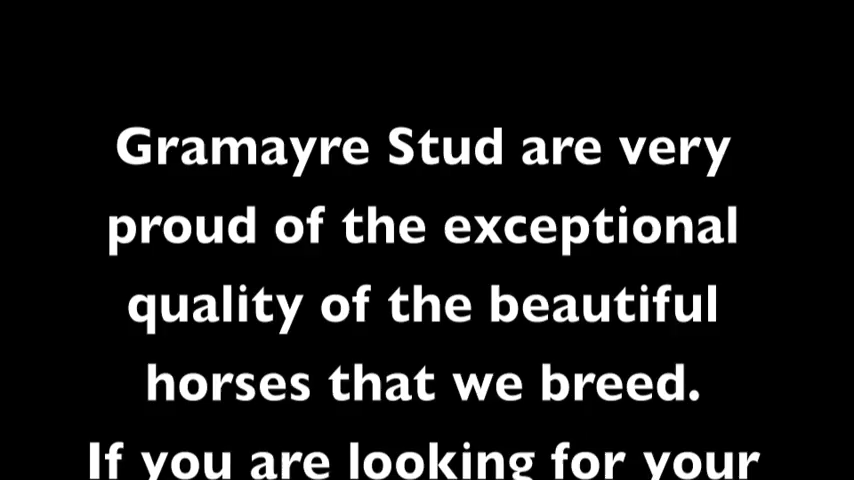 Gramayre Stud are very
proud of the exceptional
quality of the beautiful
horses that we breed.
If you are looking for your